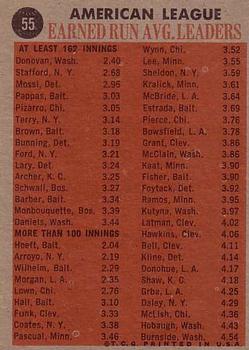 55
AMERICAN LEAGUE
EARNED RUN AVG. LEADERS
AT LEAST 162 INNINGS
Donovan, Wash. 2.40
Stafford, N. Y. 2.68
Mossi, Det. 2.96
Pappas, Balt. 3.03
Pizarro, Chi. 3.05
Terry, N. Y. 3.14
Brown, Balt. 3.18
Bunning, Det. 3.19
Ford, N. Y. 3.21
Lary, Det. 3.24
Archer, K. C. 3.25
Schwall, Bos. 3.27
Barber, Balt. 3.34
Monbouquette, Bos. 3.39
Daniels, Wash. 3.44
MORE THAN 100 INNINGS
Hoeft, Balt. 2.04
Arroyo, N. Y. 2.19
Wilhelm, Balt. 2.29
Morgan, L. A. 2.35
Lown, Chi. 2.76
Hall, Balt. 3.10
Funk, Clev. 3.33
Coates, N. Y. 3.38
Pascual, Minn. 3.46
Wynn, Chi. 3.52
Lee, Minn. 3.55
Sheldon, N. Y. 3.59
Kralick, Minn. 3.61
McBride, L. A. 3.64
Estrada, Balt. 3.69
Pierce, Chi. 3.78
Bowsfield, L. A. 3.78
Grant, Clev. 3.86
McClain, Wash. 3.86
Kaat, Minn. 3.90
Fisher, Balt. 3.90
Foytack, Det. 3.92
Ramos, Minn. 3.95
Kutyna, Wash. 3.97
Latman, Clev. 4.02
Hawkins, Clev. 4.06
Bell, Clev. 4.11
Kline, Det. 4.14
Donohue, L. A. 4.17
Shaw, K. C. 4.18
Grba, L. A. 4.25
Daley, N. Y. 4.29
McLish, Chi. 4.36
Hobaugh, Wash. 4.43
Burnside, Wash. 4.54
©T. C. G. PRINTED IN U.S.A.